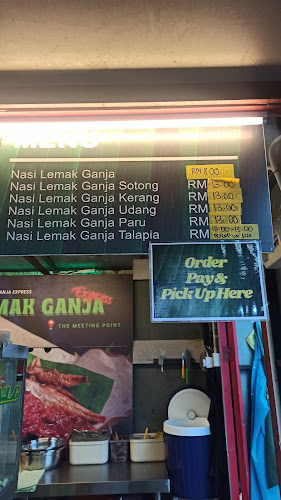 MENU
Nasi Lemak Ganja RM 8.00
Nasi Lemak Ganja Sotong RM 13.00
Nasi Lemak Ganja Kerang RM 13.00
Nasi Lemak Ganja Udang RM 13.00
Nasi Lemak Ganja Paru RM 13.00
Nasi Lemak Ganja Talapia RM
Order
Pay &
Pick Up Here
ANJA EXPRESS
MAK GANJA
Express
THE MEETING POINT